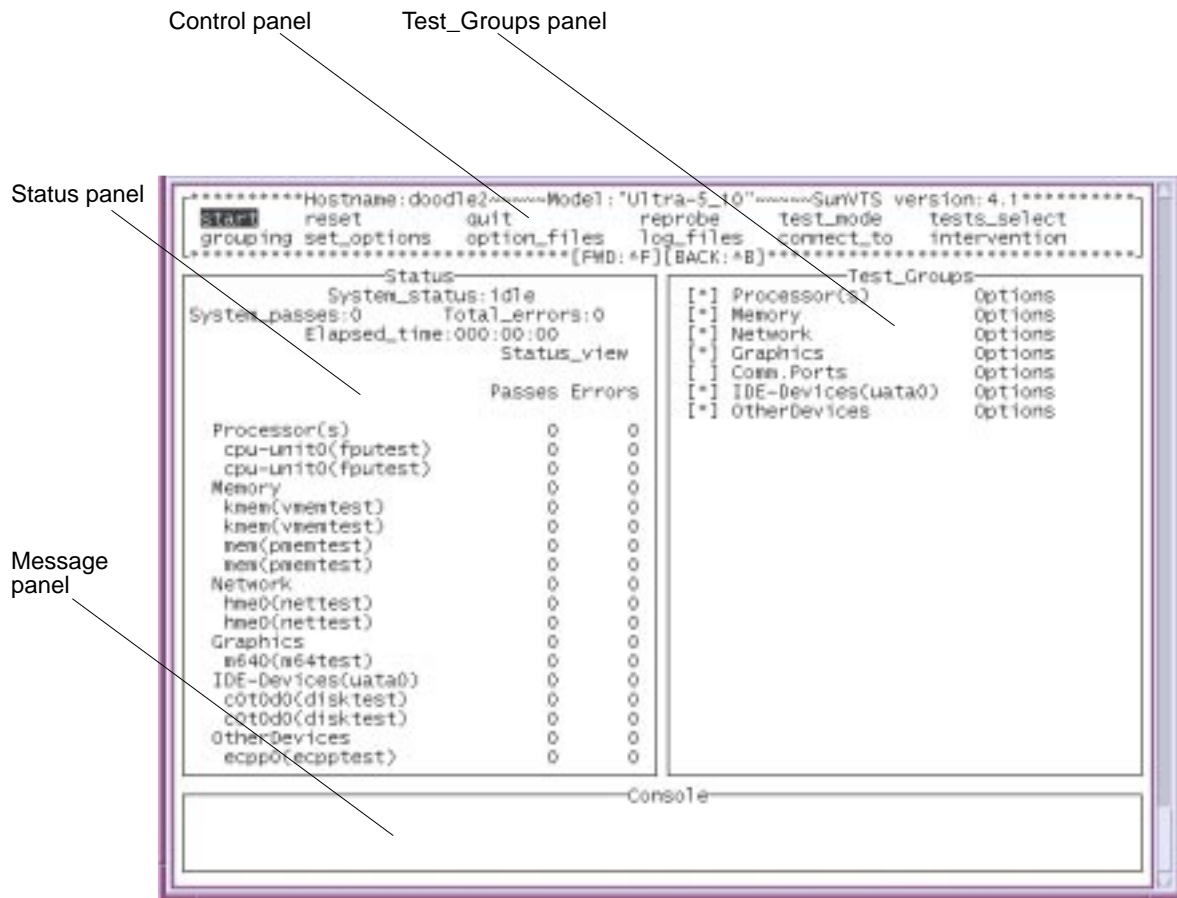 Control panel
Test_Groups panel
Status panel
**********Hostname:doodle2~~~~~Model:"Ultra-5_10"~~~~~SunVTS version:4.1*********
start reset quit reprobe test_mode tests_select
grouping set_options option_files log_files connect_to intervention
[FWD:^F][BACK:^B]
Status
System_status:idle
System_passes:0 Total_errors:0
Elapsed_time:000:00:00
Status_view
Passes Errors
Processor(s) 0 0
cpu-unit0(fputest) 0 0
cpu-unit0(fputest) 0 0
Memory 0 0
kmem(vmemtest) 0 0
kmem(vmemtest) 0 0
mem(pmemtest) 0 0
mem(pmemtest) 0 0
Network 0 0
hme0(nettest) 0 0
hme0(nettest) 0 0
Graphics 0 0
m640(m64test) 0 0
IDE-Devices(uata0) 0 0
c0t0d0(disktest) 0 0
c0t0d0(disktest) 0 0
OtherDevices 0 0
ecpp0(ecpptest) 0 0
Test_Groups
[*] Processor(s) Options
[*] Memory Options
[*] Network Options
[*] Graphics Options
[ ] Comm.Ports Options
[*] IDE-Devices(uata0) Options
[*] OtherDevices Options
Message
panel
Console